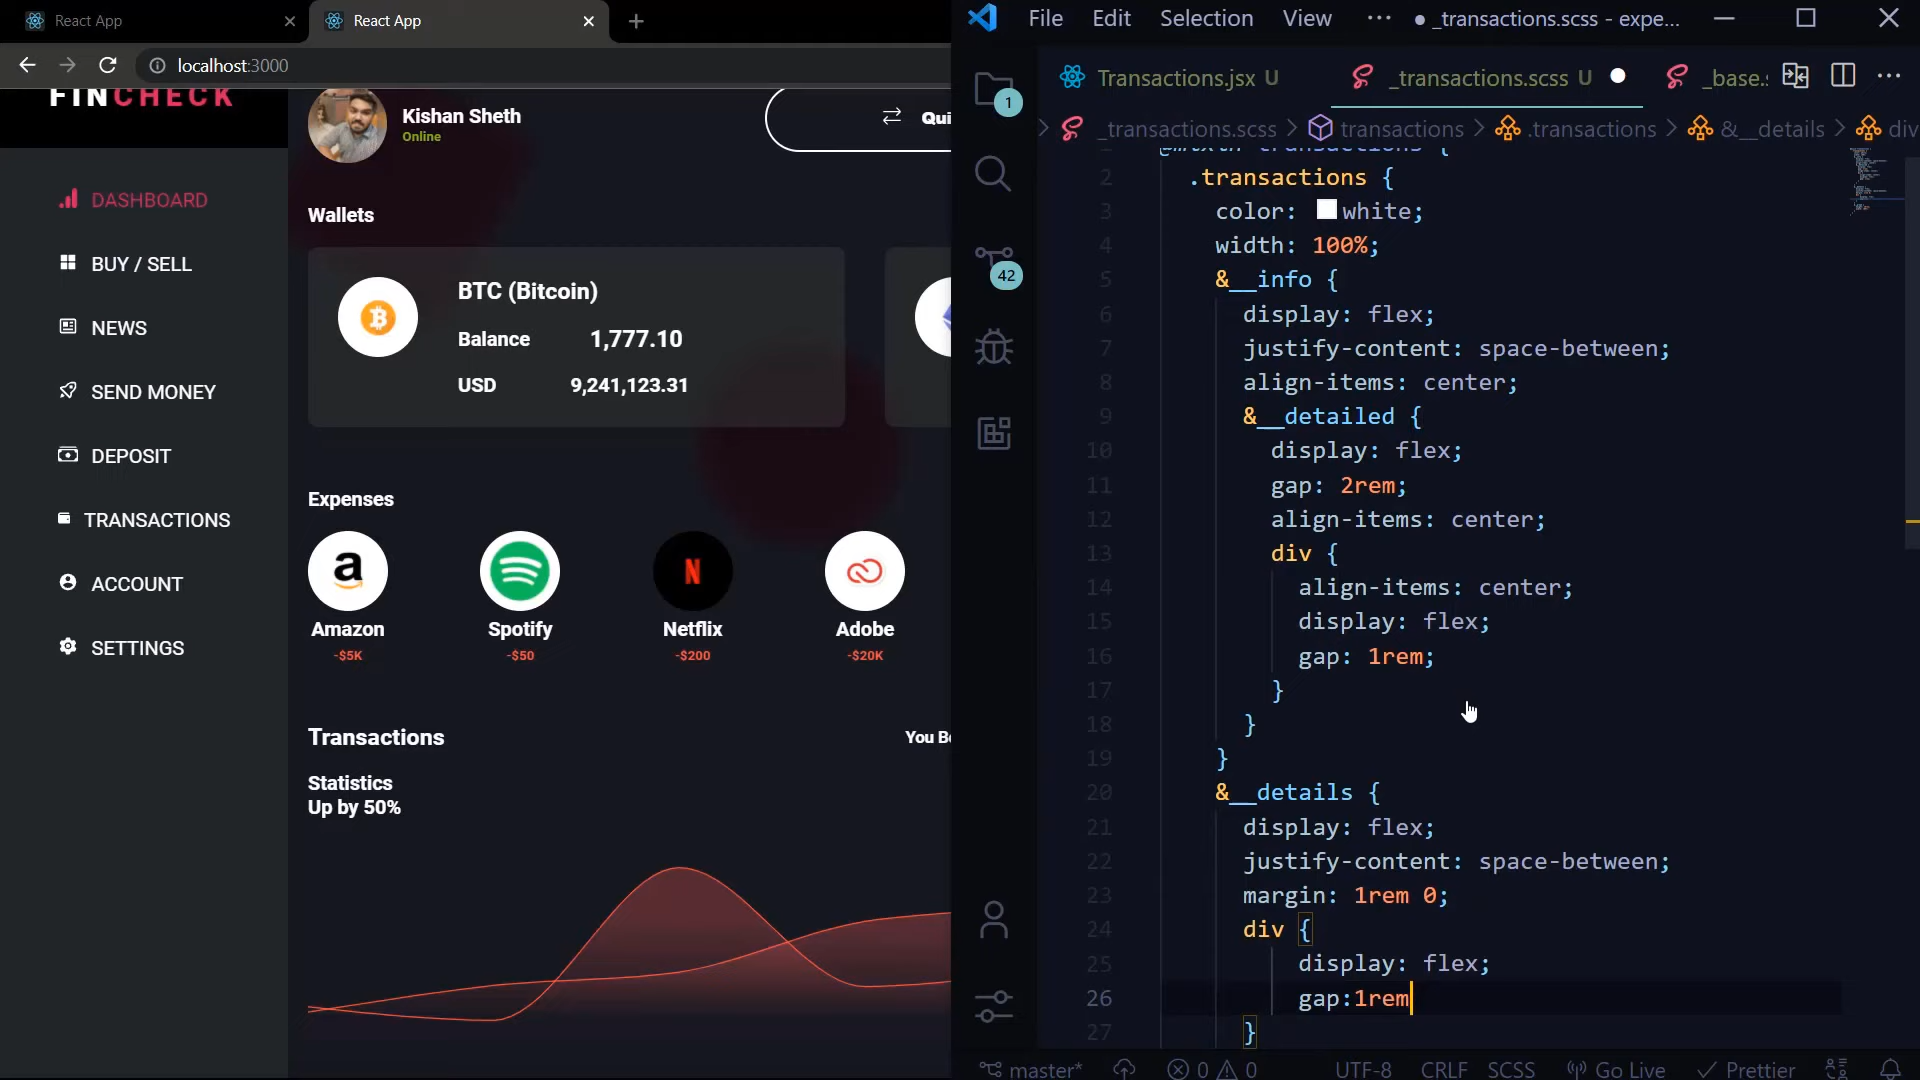 React App
React App
localhost:3000
FINCHECK
DASHBOARD
BUY / SELL
NEWS
SEND MONEY
DEPOSIT
TRANSACTIONS
ACCOUNT
SETTINGS
Kishan Sheth
Online
Qui
Wallets
BTC (Bitcoin)
Balance 1,777.10
USD 9,241,123.31
Expenses
Amazon
-$5K
Spotify
-$50
N
Netflix
-$200
Adobe
-$20K
Transactions
You Be
Statistics
Up by 50%
File Edit Selection View ··· ● _transactions.scss - expe...
Transactions.jsx U _transactions.scss U ● _base.s
_transactions.scss > transactions > .transactions > &__details > div
1
42
1 @mixin transactions {
2 .transactions {
3 color: white;
4 width: 100%;
5 &__info {
6 display: flex;
7 justify-content: space-between;
8 align-items: center;
9 &__detailed {
10 display: flex;
11 gap: 2rem;
12 align-items: center;
13 div {
14 align-items: center;
15 display: flex;
16 gap: 1rem;
17 }
18 }
19 }
20 &__details {
21 display: flex;
22 justify-content: space-between;
23 margin: 1rem 0;
24 div {
25 display: flex;
26 gap:1rem
27 }
master* 0 0 UTF-8 CRLF SCSS Go Live Prettier